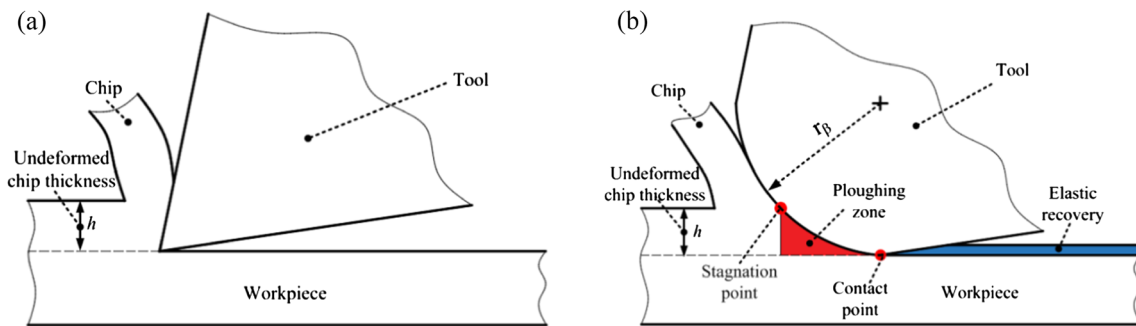 (a)
Chip
Tool
Undeformed
chip thickness
h
Workpiece
(b)
Chip
Tool
rβ
Undeformed
chip thickness
h
Ploughing
zone
Elastic
recovery
Stagnation
point
Contact
point
Workpiece